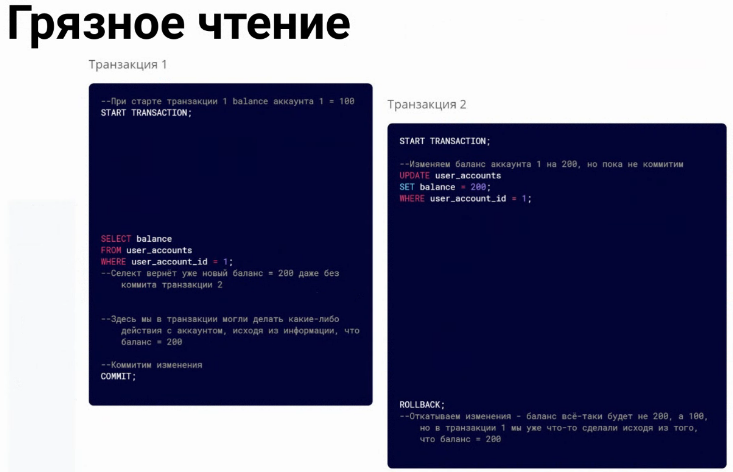 Грязное чтение
Транзакция 1
--При старте транзакции 1 balance аккаунта 1 = 100
START TRANSACTION;
SELECT balance
FROM user_accounts
WHERE user_account_id = 1;
--Селект вернёт уже новый баланс = 200 даже без
коммита транзакции 2
--Здесь мы в транзакции могли делать какие-либо
действия с аккаунтом, исходя из информации, что
баланс = 200
--Коммитим изменения
COMMIT;
Транзакция 2
START TRANSACTION;
--Изменяем баланс аккаунта 1 на 200, но пока не коммитим
UPDATE user_accounts
SET balance = 200;
WHERE user_account_id = 1;
ROLLBACK;
--Откатываем изменения - баланс всё-таки будет не 200, а 100,
но в транзакции 1 мы уже что-то сделали исходя из того,
что баланс = 200